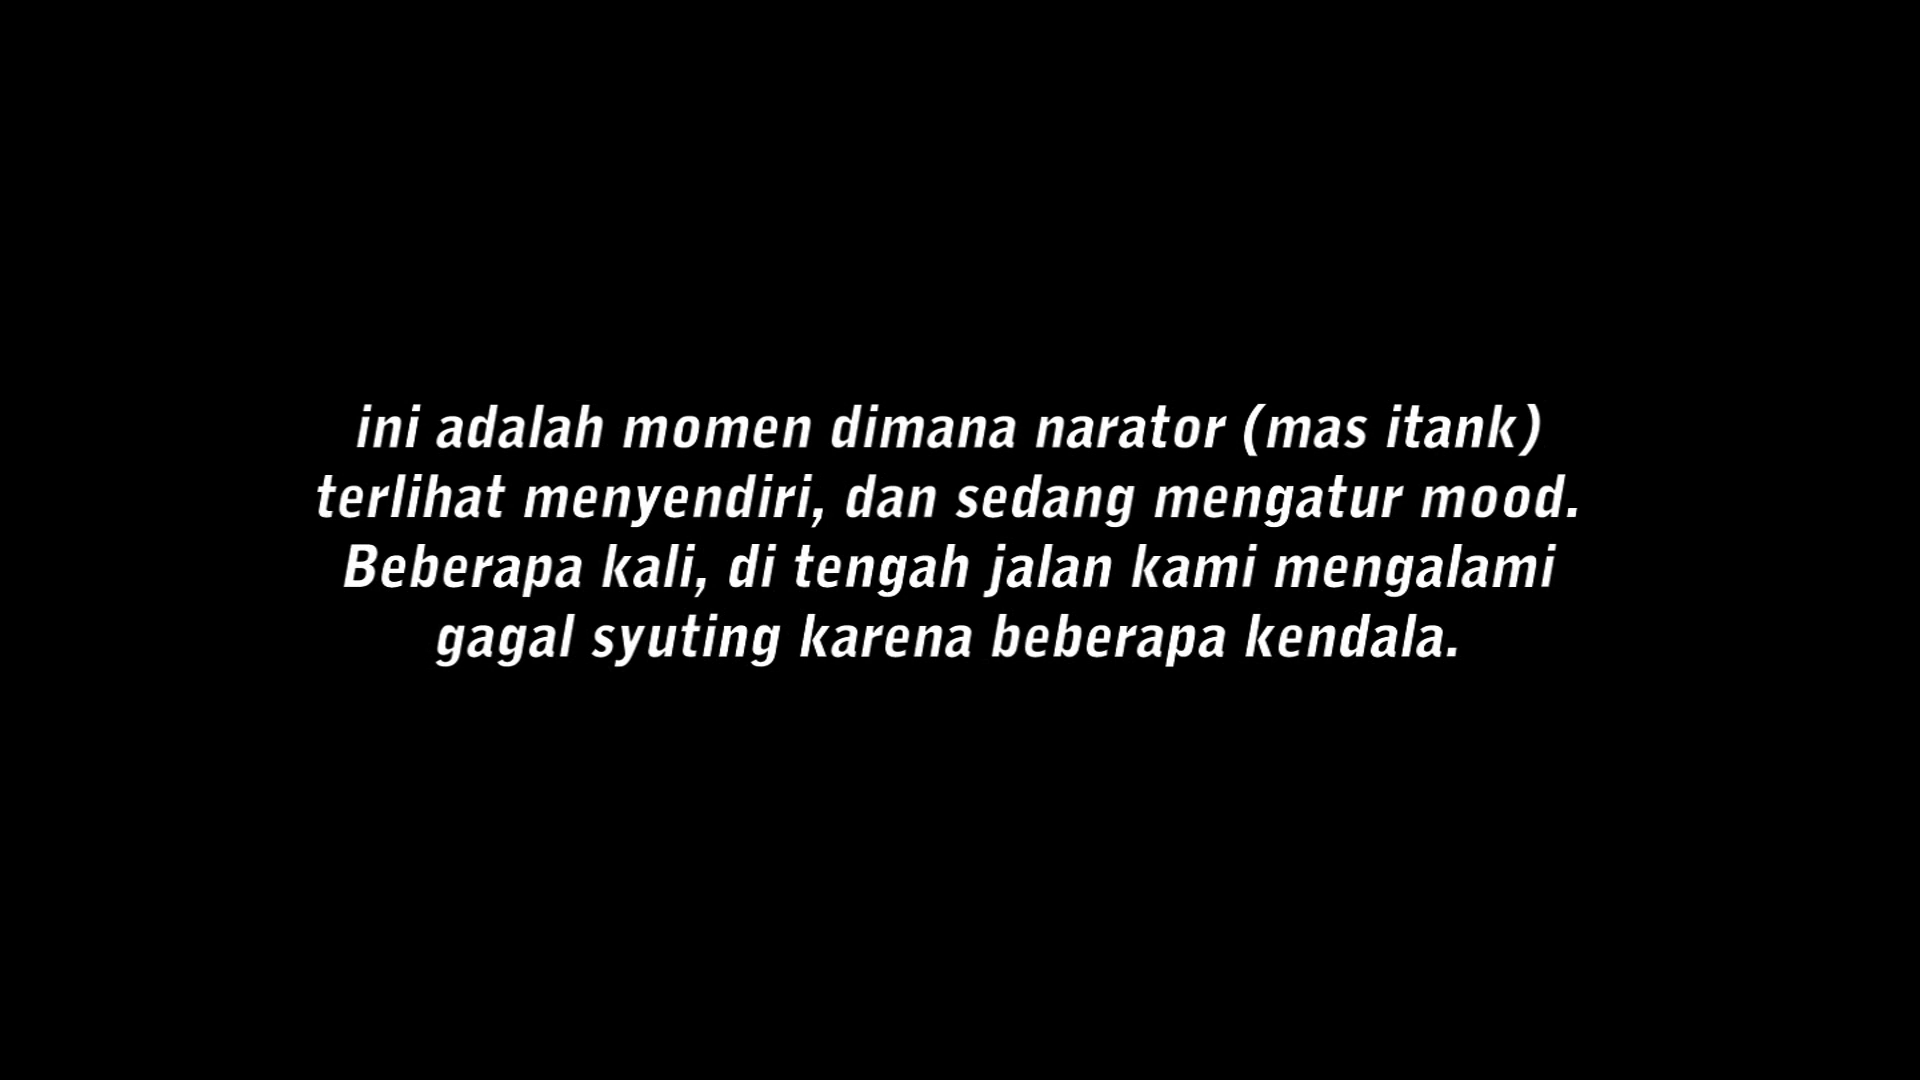 ini adalah momen dimana narator (mas itank)
terlihat menyendiri, dan sedang mengatur mood.
Beberapa kali, di tengah jalan kami mengalami
gagal syuting karena beberapa kendala.